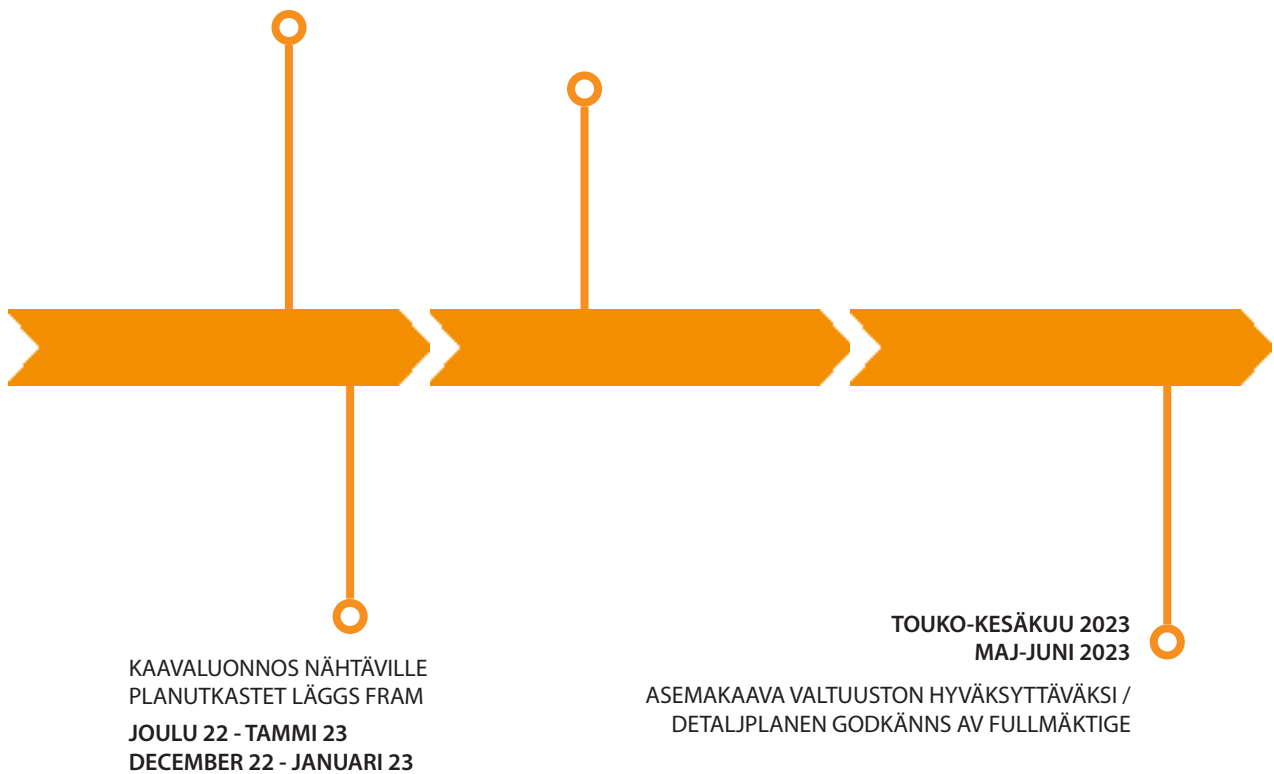 KAAVALUONNOS NÄHTÄVILLE
PLANUTKASTET LÄGGS FRAM
JOULU 22 - TAMMI 23
DECEMBER 22 - JANUARI 23
TOUKO-KESÄKUU 2023
MAJ-JUNI 2023
ASEMAKAAVA VALTUUSTON HYVÄKSYTTÄVÄKSI /
DETALJPLANEN GODKÄNNS AV FULLMÄKTIGE